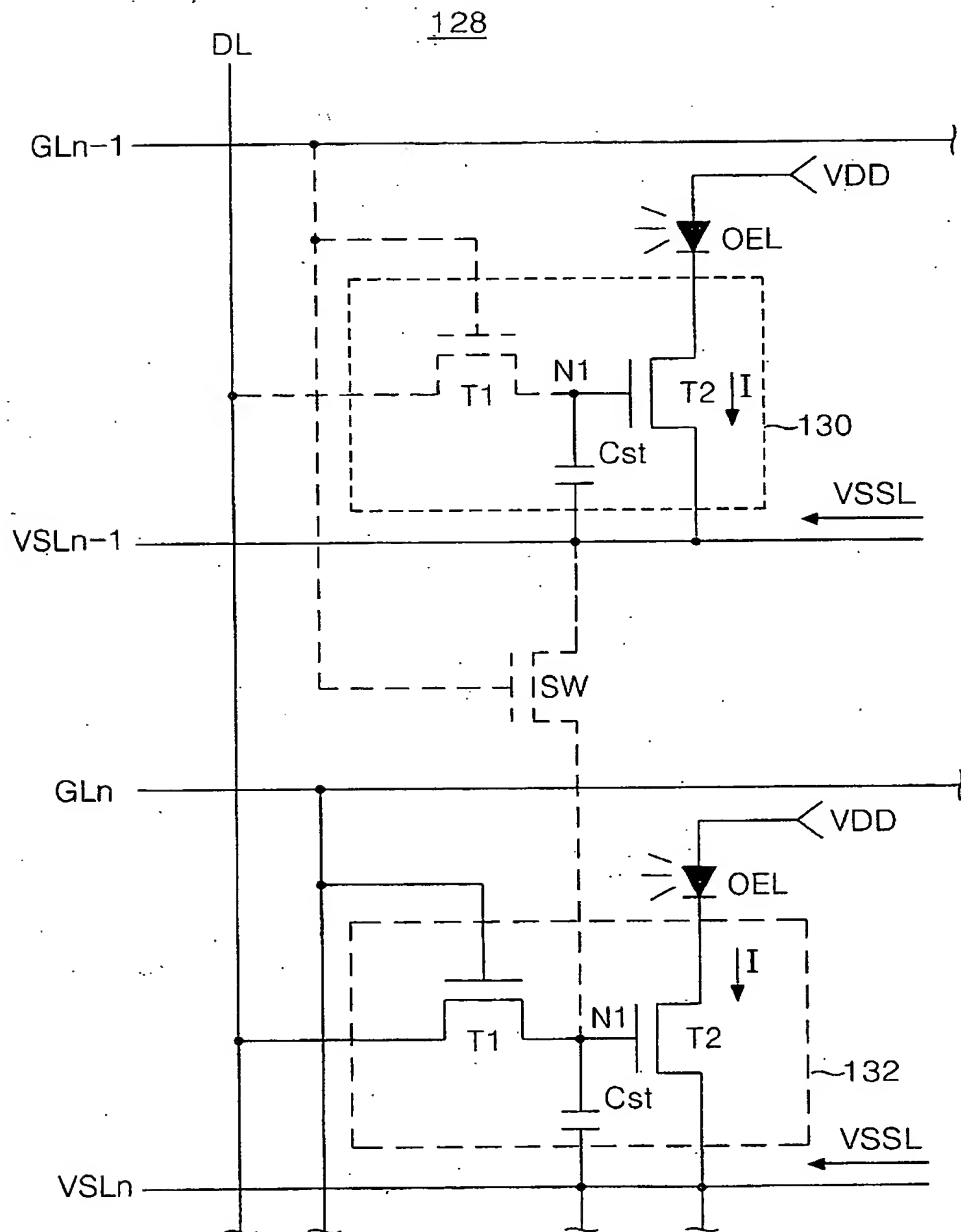 128
DL
GLn-1
VDD
OEL
N1
T1
T2
I
130
Cst
VSSL
VSLn-1
SW
GLn
VDD
OEL
I
N1
T1
T2
132
Cst
VSSL
VSLn